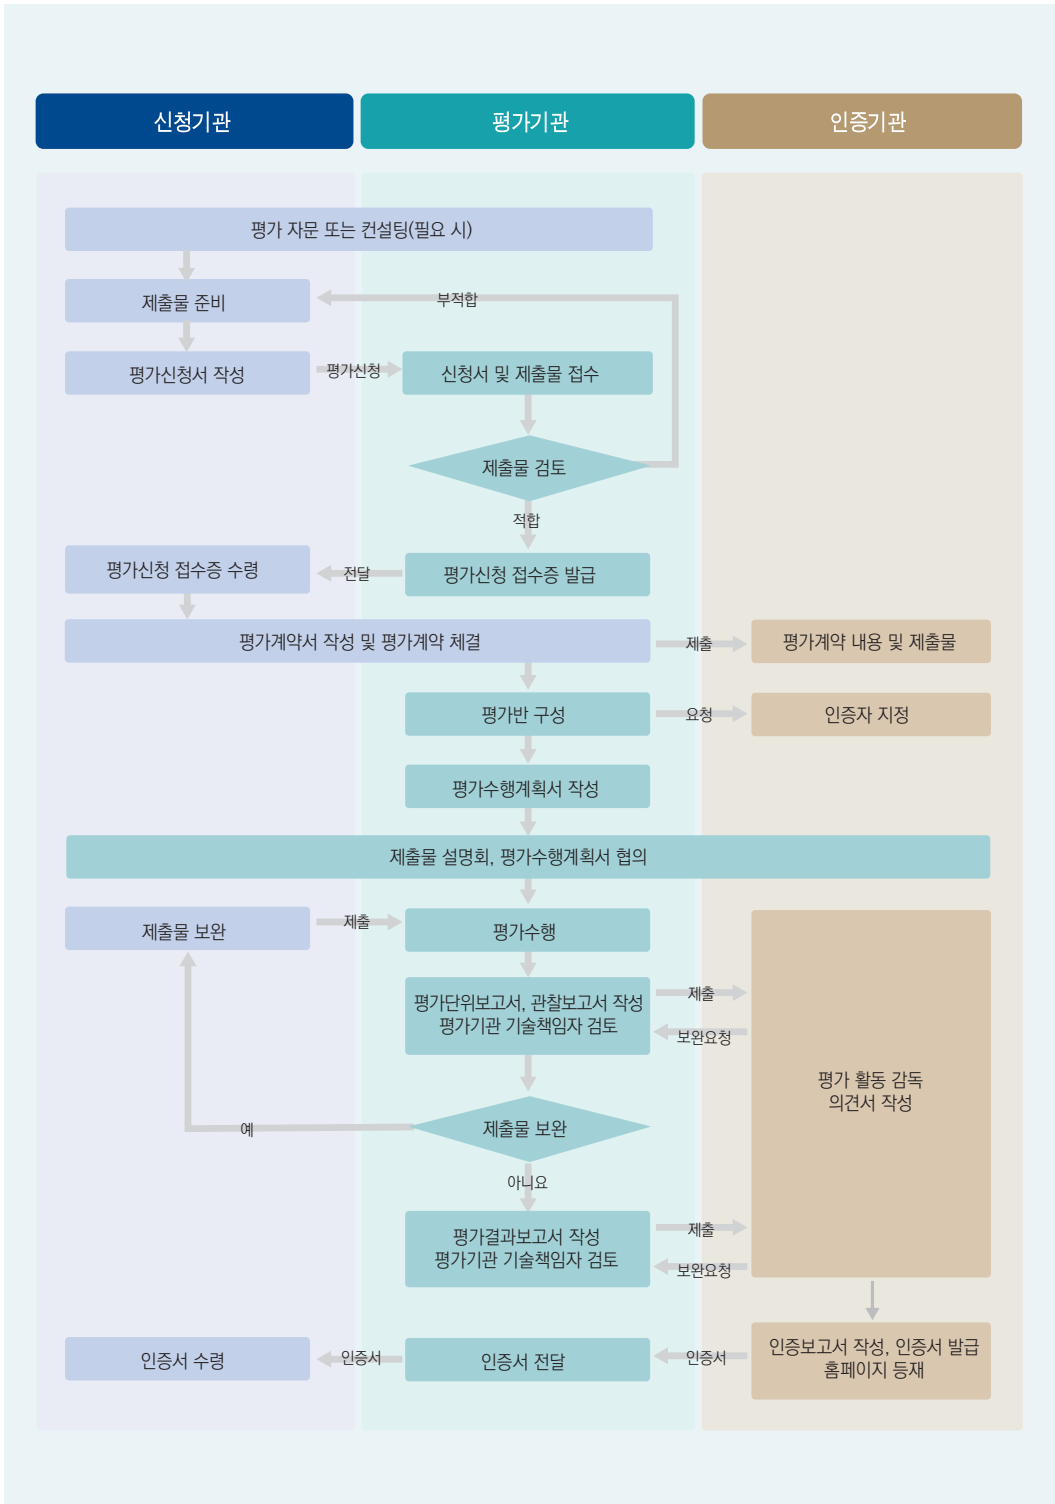 신청기관
평가기관
인증기관
평가 자문 또는 컨설팅(필요 시)
제출물 준비
부적합
평가신청서 작성
평가신청
신청서 및 제출물 접수
제출물 검토
적합
평가신청 접수증 수령
전달
평가신청 접수증 발급
평가계약서 작성 및 평가계약 체결
제출
평가계약 내용 및 제출물
평가반 구성
요청
인증자 지정
평가수행계획서 작성
제출물 설명회, 평가수행계획서 협의
제출물 보완
제출
평가수행
평가단위보고서, 관찰보고서 작성
평가기관 기술책임자 검토
제출
보완요청
평가 활동 감독
의견서 작성
제출물 보완
예
아니요
평가결과보고서 작성
평가기관 기술책임자 검토
제출
보완요청
인증서 수령
인증서
인증서 전달
인증서
인증보고서 작성, 인증서 발급
홈페이지 등재